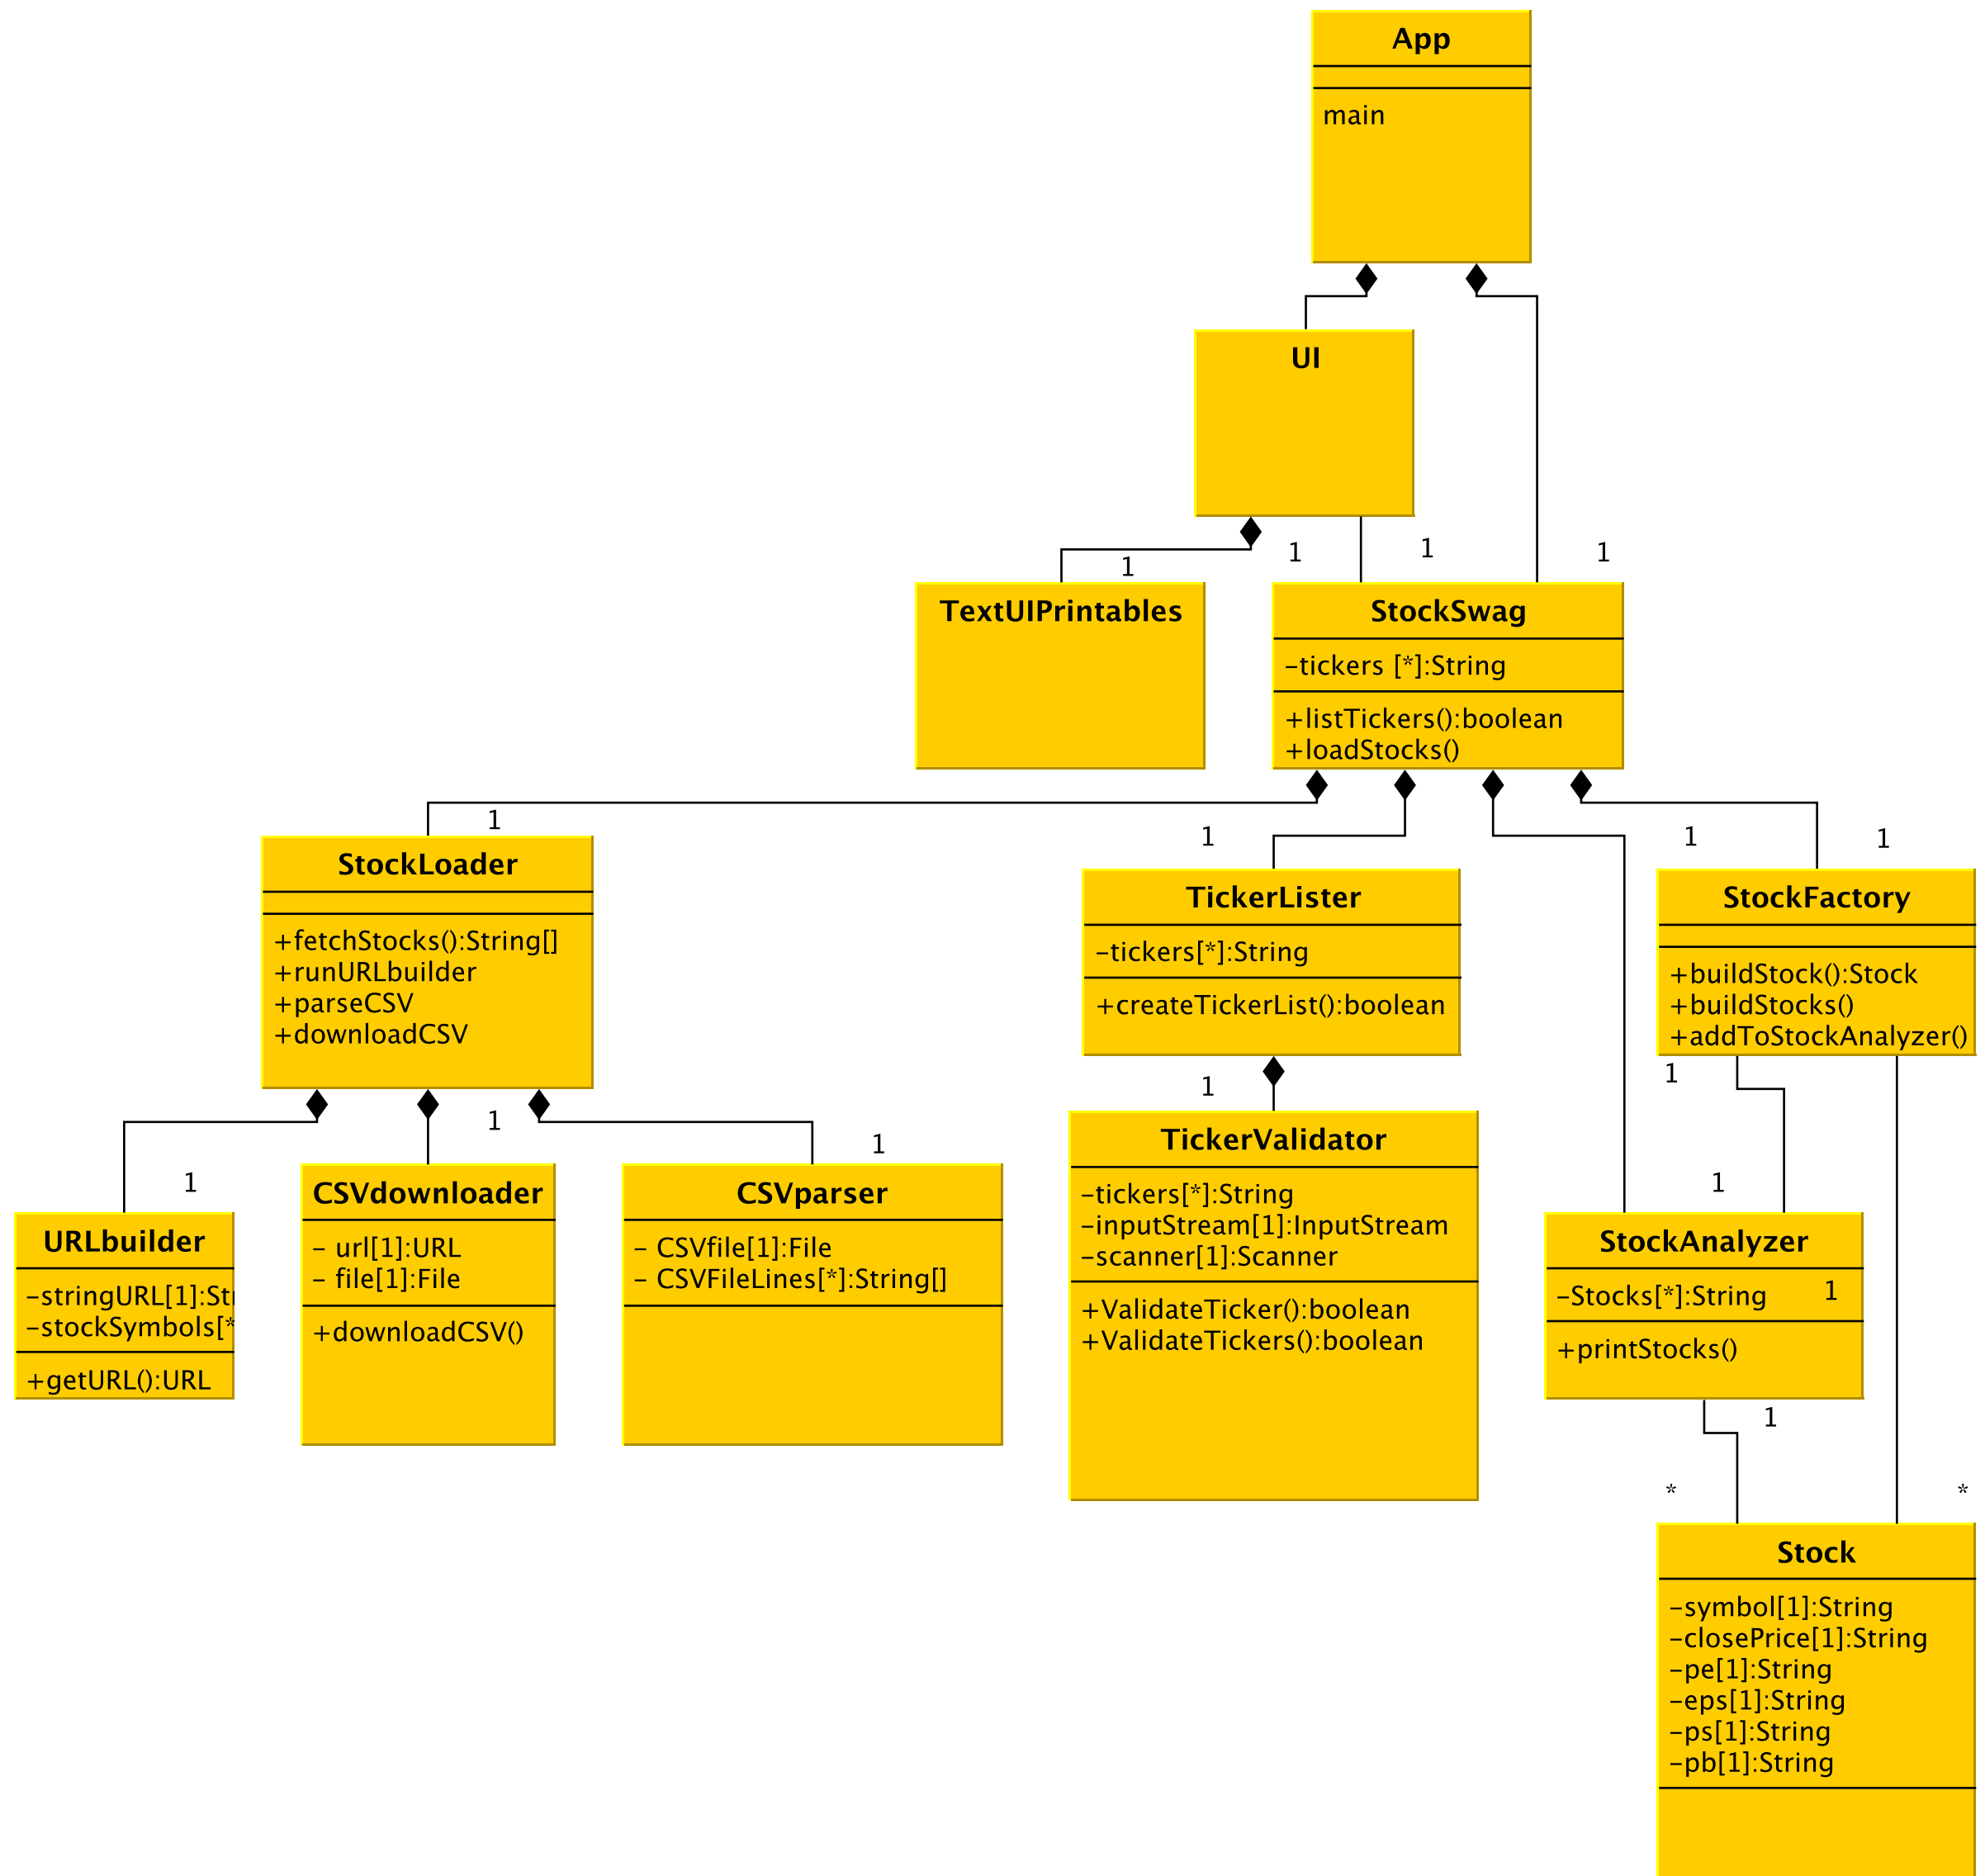 App
main
UI
1
1
1
1
TextUIPrintables
StockSwag
-tickers [*]:String
+listTickers():boolean
+loadStocks()
1
1
1
1
StockLoader
+fetchStocks():String[]
+runURLbuilder
+parseCSV
+downloadCSV
TickerLister
-tickers[*]:String
+createTickerList():boolean
StockFactory
+buildStock():Stock
+buildStocks()
+addToStockAnalyzer()
1
1
1
1
1
1
URLbuilder
-stringURL[1]:Str
-stockSymbols[*
+getURL():URL
CSVdownloader
- url[1]:URL
- file[1]:File
+downloadCSV()
CSVparser
- CSVfile[1]:File
- CSVFileLines[*]:String[]
TickerValidator
-tickers[*]:String
-inputStream[1]:InputStream
-scanner[1]:Scanner
+ValidateTicker():boolean
+ValidateTickers():boolean
StockAnalyzer
-Stocks[*]:String
1
+printStocks()
1
*
*
Stock
-symbol[1]:String
-closePrice[1]:String
-pe[1]:String
-eps[1]:String
-ps[1]:String
-pb[1]:String